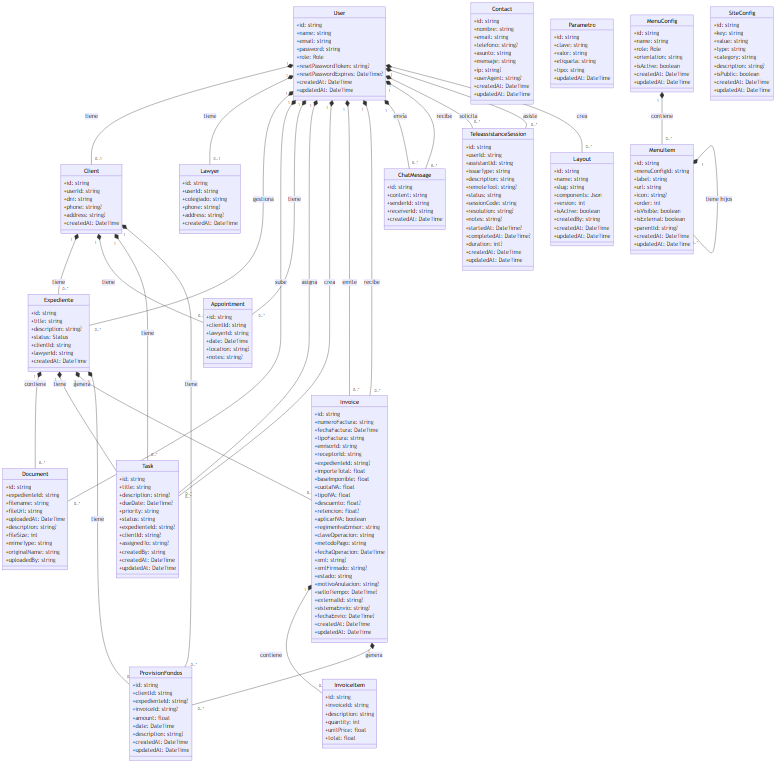 User
+id: string
+name: string
+email: string
+password: string
+role: Role
+resetPasswordToken: string?
+resetPasswordExpires: DateTime?
+createdAt: DateTime
+updatedAt: DateTime
Contact
+id: string
+nombre: string
+email: string
+telefono: string?
+asunto: string
+mensaje: string
+ip: string?
+userAgent: string?
+createdAt: DateTime
+updatedAt: DateTime
Parametro
+id: string
+clave: string
+valor: string
+etiqueta: string
+tipo: string
+updatedAt: DateTime
MenuConfig
+id: string
+name: string
+role: Role
+orientation: string
+isActive: boolean
+createdAt: DateTime
+updatedAt: DateTime
SiteConfig
+id: string
+key: string
+value: string
+type: string
+category: string
+description: string?
+isPublic: boolean
+createdAt: DateTime
+updatedAt: DateTime
tiene
tiene
envia
recibe
solicita
asiste
crea
contiene
Client
+id: string
+userId: string
+dni: string
+phone: string?
+address: string?
+createdAt: DateTime
Lawyer
+id: string
+userId: string
+colegiado: string
+phone: string?
+address: string?
+createdAt: DateTime
gestiona
tiene
ChatMessage
+id: string
+content: string
+senderId: string
+receiverId: string
+createdAt: DateTime
TeleassistanceSession
+id: string
+userId: string
+assistantId: string
+issueType: string
+description: string
+remoteTool: string?
+status: string
+sessionCode: string
+resolution: string?
+notes: string?
+startedAt: DateTime?
+completedAt: DateTime?
+duration: int?
+createdAt: DateTime
+updatedAt: DateTime
Layout
+id: string
+name: string
+slug: string
+components: Json
+version: int
+isActive: boolean
+createdBy: string
+createdAt: DateTime
+updatedAt: DateTime
MenuItem
+id: string
+menuConfigId: string
+label: string
+url: string
+icon: string?
+order: int
+isVisible: boolean
+isExternal: boolean
+parentId: string?
+createdAt: DateTime
+updatedAt: DateTime
tiene hijos
tiene
tiene
tiene
sube
asigna
crea
emite
recibe
Expediente
+id: string
+title: string
+description: string?
+status: Status
+clientId: string
+lawyerId: string
+createdAt: DateTime
Appointment
+id: string
+clientId: string
+lawyerId: string
+date: DateTime
+location: string?
+notes: string?
contiene
tiene
genera
tiene
Document
+id: string
+expedienteId: string
+filename: string
+fileUrl: string
+uploadedAt: DateTime
+description: string?
+fileSize: int
+mimeType: string
+originalName: string
+uploadedBy: string
Task
+id: string
+title: string
+description: string?
+dueDate: DateTime?
+priority: string
+status: string
+expedienteId: string?
+clientId: string?
+assignedTo: string
+createdBy: string
+createdAt: DateTime
+updatedAt: DateTime
Invoice
+id: string
+numeroFactura: string
+fechaFactura: DateTime
+tipoFactura: string
+emisorId: string
+receptorId: string
+expedienteId: string?
+importeTotal: float
+baseImponible: float
+cuotaIVA: float
+tipoIVA: float
+descuento: float?
+retencion: float?
+aplicarIVA: boolean
+regimenIvaEmisor: string
+claveOperacion: string
+metodoPago: string
+fechaOperacion: DateTime
+xml: string?
+xmlFirmado: string?
+estado: string
+motivoAnulacion: string?
+selloTiempo: DateTime?
+externalId: string?
+sistemaEnvio: string?
+fechaEnvio: DateTime?
+createdAt: DateTime
+updatedAt: DateTime
tiene
contiene
genera
ProvisionFondos
+id: string
+clientId: string
+expedienteId: string?
+invoiceId: string?
+amount: float
+date: DateTime
+description: string?
+createdAt: DateTime
+updatedAt: DateTime
InvoiceItem
+id: string
+invoiceId: string
+description: string
+quantity: int
+unitPrice: float
+total: float